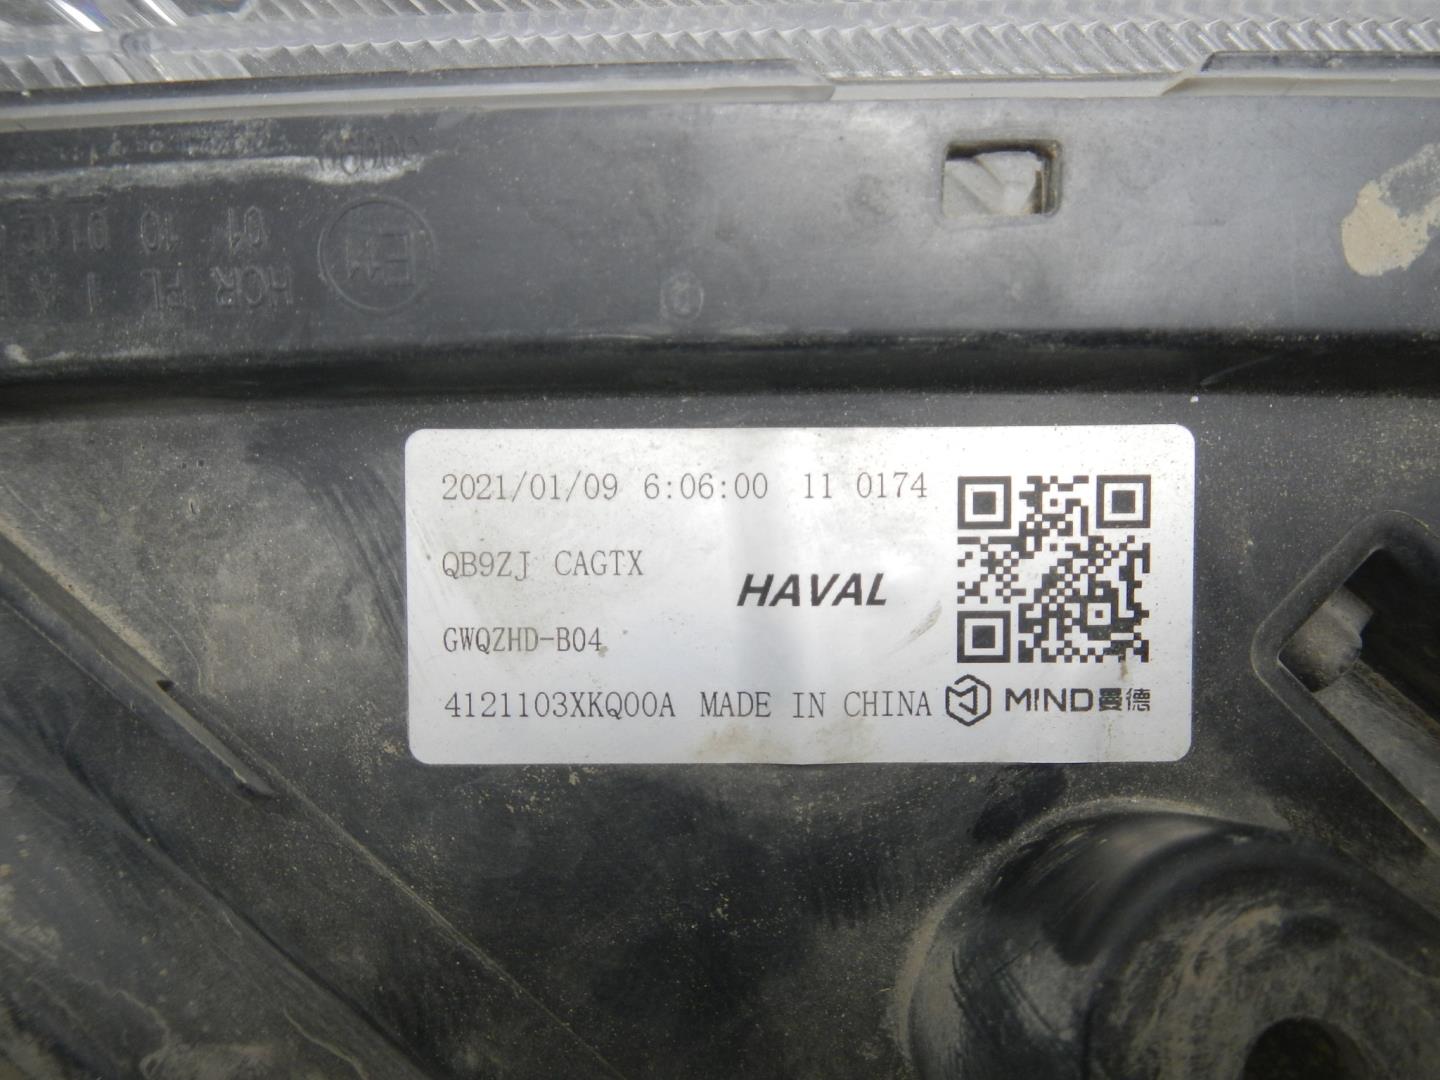 2021/01/09 6:06:00 11 0174
QB9ZJ CAGTX
HAVAL
GWQZHD-B04
4121103XKQ00A MADE IN CHINA
MIND曼德